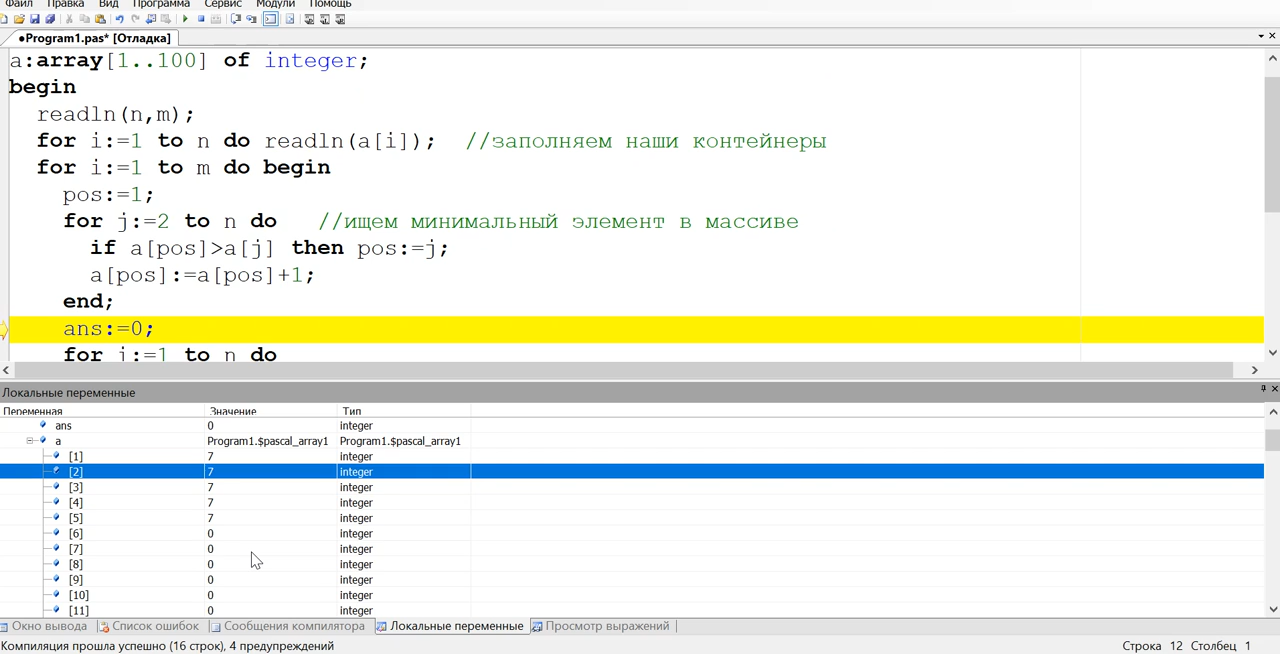 Файл Правка Вид Программа Сервис Модули Помощь
●Program1.pas* [Отладка]
a:array[1..100] of integer;
begin
readln(n,m);
for i:=1 to n do readln(a[i]); //заполняем наши контейнеры
for i:=1 to m do begin
pos:=1;
for j:=2 to n do //ищем минимальный элемент в массиве
if a[pos]>a[j] then pos:=j;
a[pos]:=a[pos]+1;
end;
ans:=0;
for i:=1 to n do
Локальные переменные
Переменная Значение Тип
ans 0 integer
a Program1.$pascal_array1 Program1.$pascal_array1
[1] 7 integer
[2] 7 integer
[3] 7 integer
[4] 7 integer
[5] 7 integer
[6] 0 integer
[7] 0 integer
[8] 0 integer
[9] 0 integer
[10] 0 integer
[11] 0 integer
Окно вывода Список ошибок Сообщения компилятора Локальные переменные Просмотр выражений
Компиляция прошла успешно (16 строк), 4 предупреждений Строка 12 Столбец 1